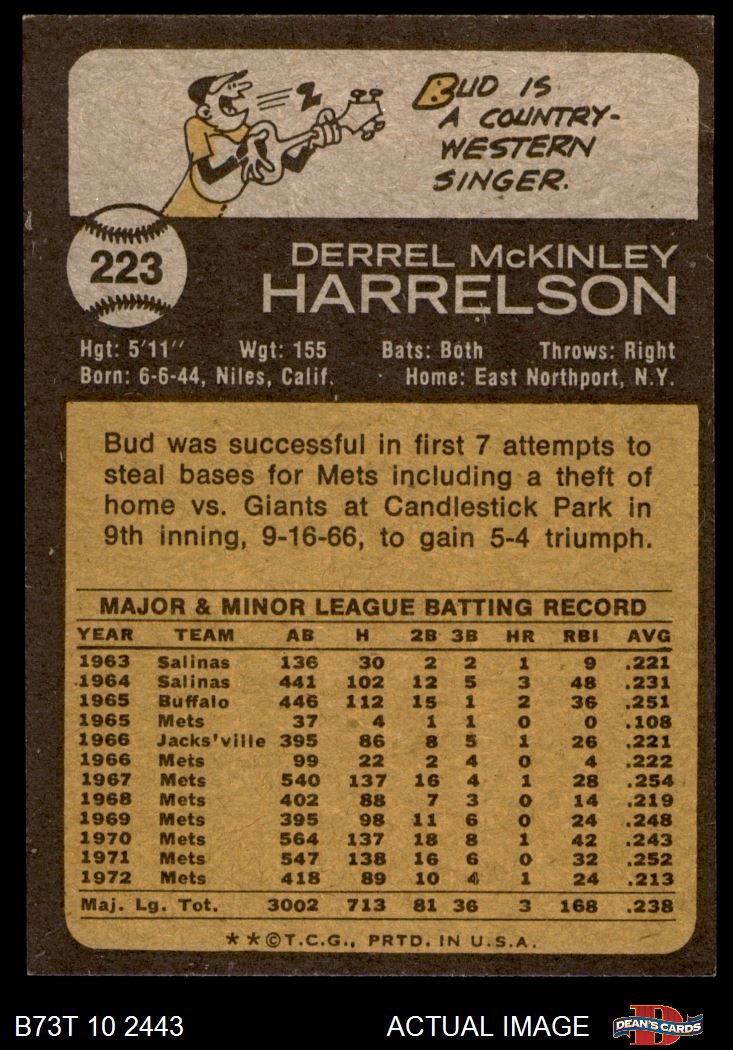 BUD IS
A COUNTRY-
WESTERN
SINGER.
223
DERREL McKINLEY
HARRELSON
Hgt: 5'11" Wgt: 155 Bats: Both Throws: Right
Born: 6-6-44, Niles, Calif. Home: East Northport, N.Y.
Bud was successful in first 7 attempts to
steal bases for Mets including a theft of
home vs. Giants at Candlestick Park in
9th inning, 9-16-66, to gain 5-4 triumph.
MAJOR & MINOR LEAGUE BATTING RECORD
YEAR TEAM AB H 2B 3B HR RBI AVG
1963 Salinas 136 30 2 2 1 9 .221
1964 Salinas 441 102 12 5 3 48 .231
1965 Buffalo 446 112 15 1 2 36 .251
1965 Mets 37 4 1 1 0 0 .108
1966 Jacks'ville 395 86 8 5 1 26 .221
1966 Mets 99 22 2 4 0 4 .222
1967 Mets 540 137 16 4 1 28 .254
1968 Mets 402 88 7 3 0 14 .219
1969 Mets 395 98 11 6 0 24 .248
1970 Mets 564 137 18 8 1 42 .243
1971 Mets 547 138 16 6 0 32 .252
1972 Mets 418 89 10 4 1 24 .213
Maj. Lg. Tot. 3002 713 81 36 3 168 .238
**©T.C.G., PRTD. IN U.S.A.
B73T 10 2443 ACTUAL IMAGE DEAN'S CARDS